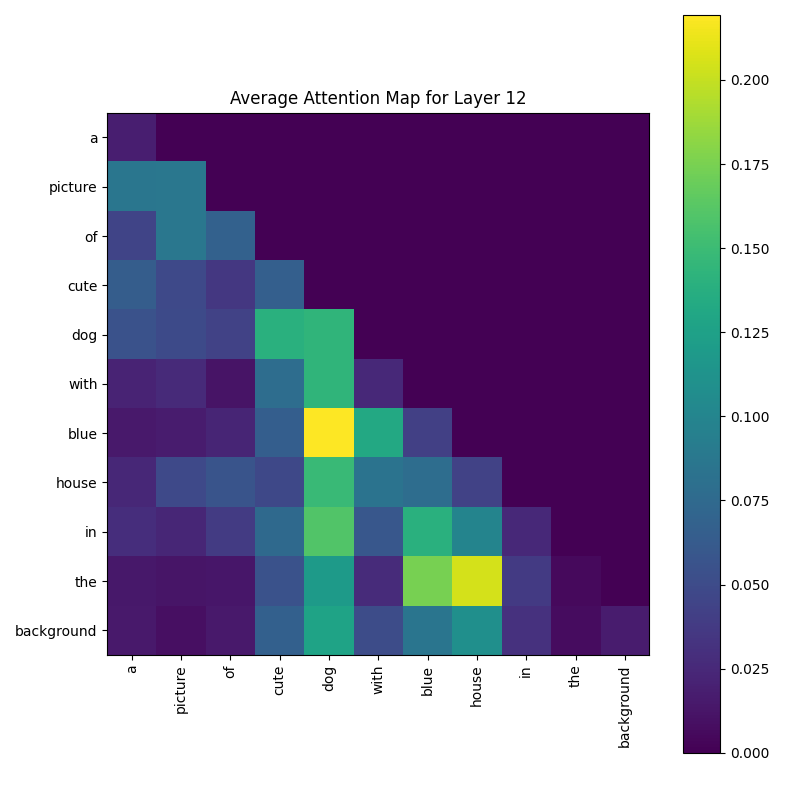 Average Attention Map for Layer 12
a
picture
of
cute
dog
with
blue
house
in
the
background
a
picture
of
cute
dog
with
blue
house
in
the
background
0.200
0.175
0.150
0.125
0.100
0.075
0.050
0.025
0.000